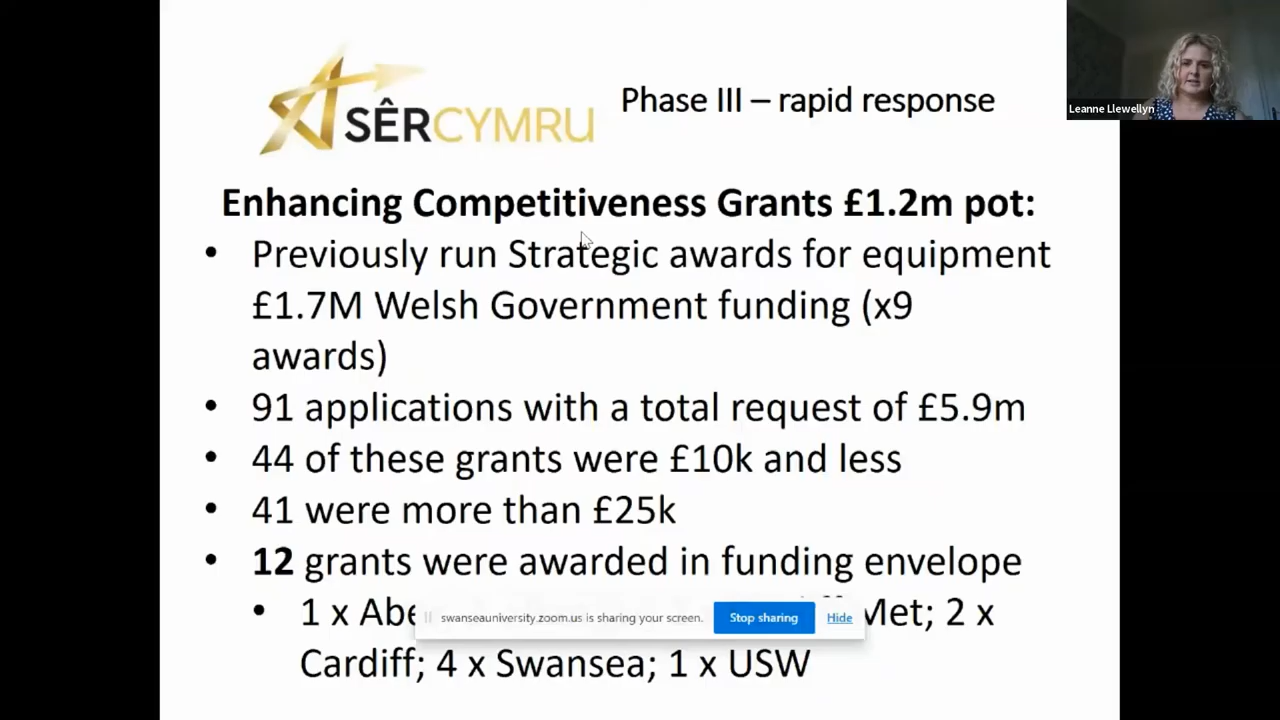 SÊRCYMRU
Phase III – rapid response
Leanne Llewellyn
Enhancing Competitiveness Grants £1.2m pot:
• Previously run Strategic awards for equipment
£1.7M Welsh Government funding (x9
awards)
• 91 applications with a total request of £5.9m
• 44 of these grants were £10k and less
• 41 were more than £25k
• 12 grants were awarded in funding envelope
• 1 x Met; 2 x
swanseauniversity.zoom.us is sharing your screen. Stop sharing Hide
Cardiff; 4 x Swansea; 1 x USW